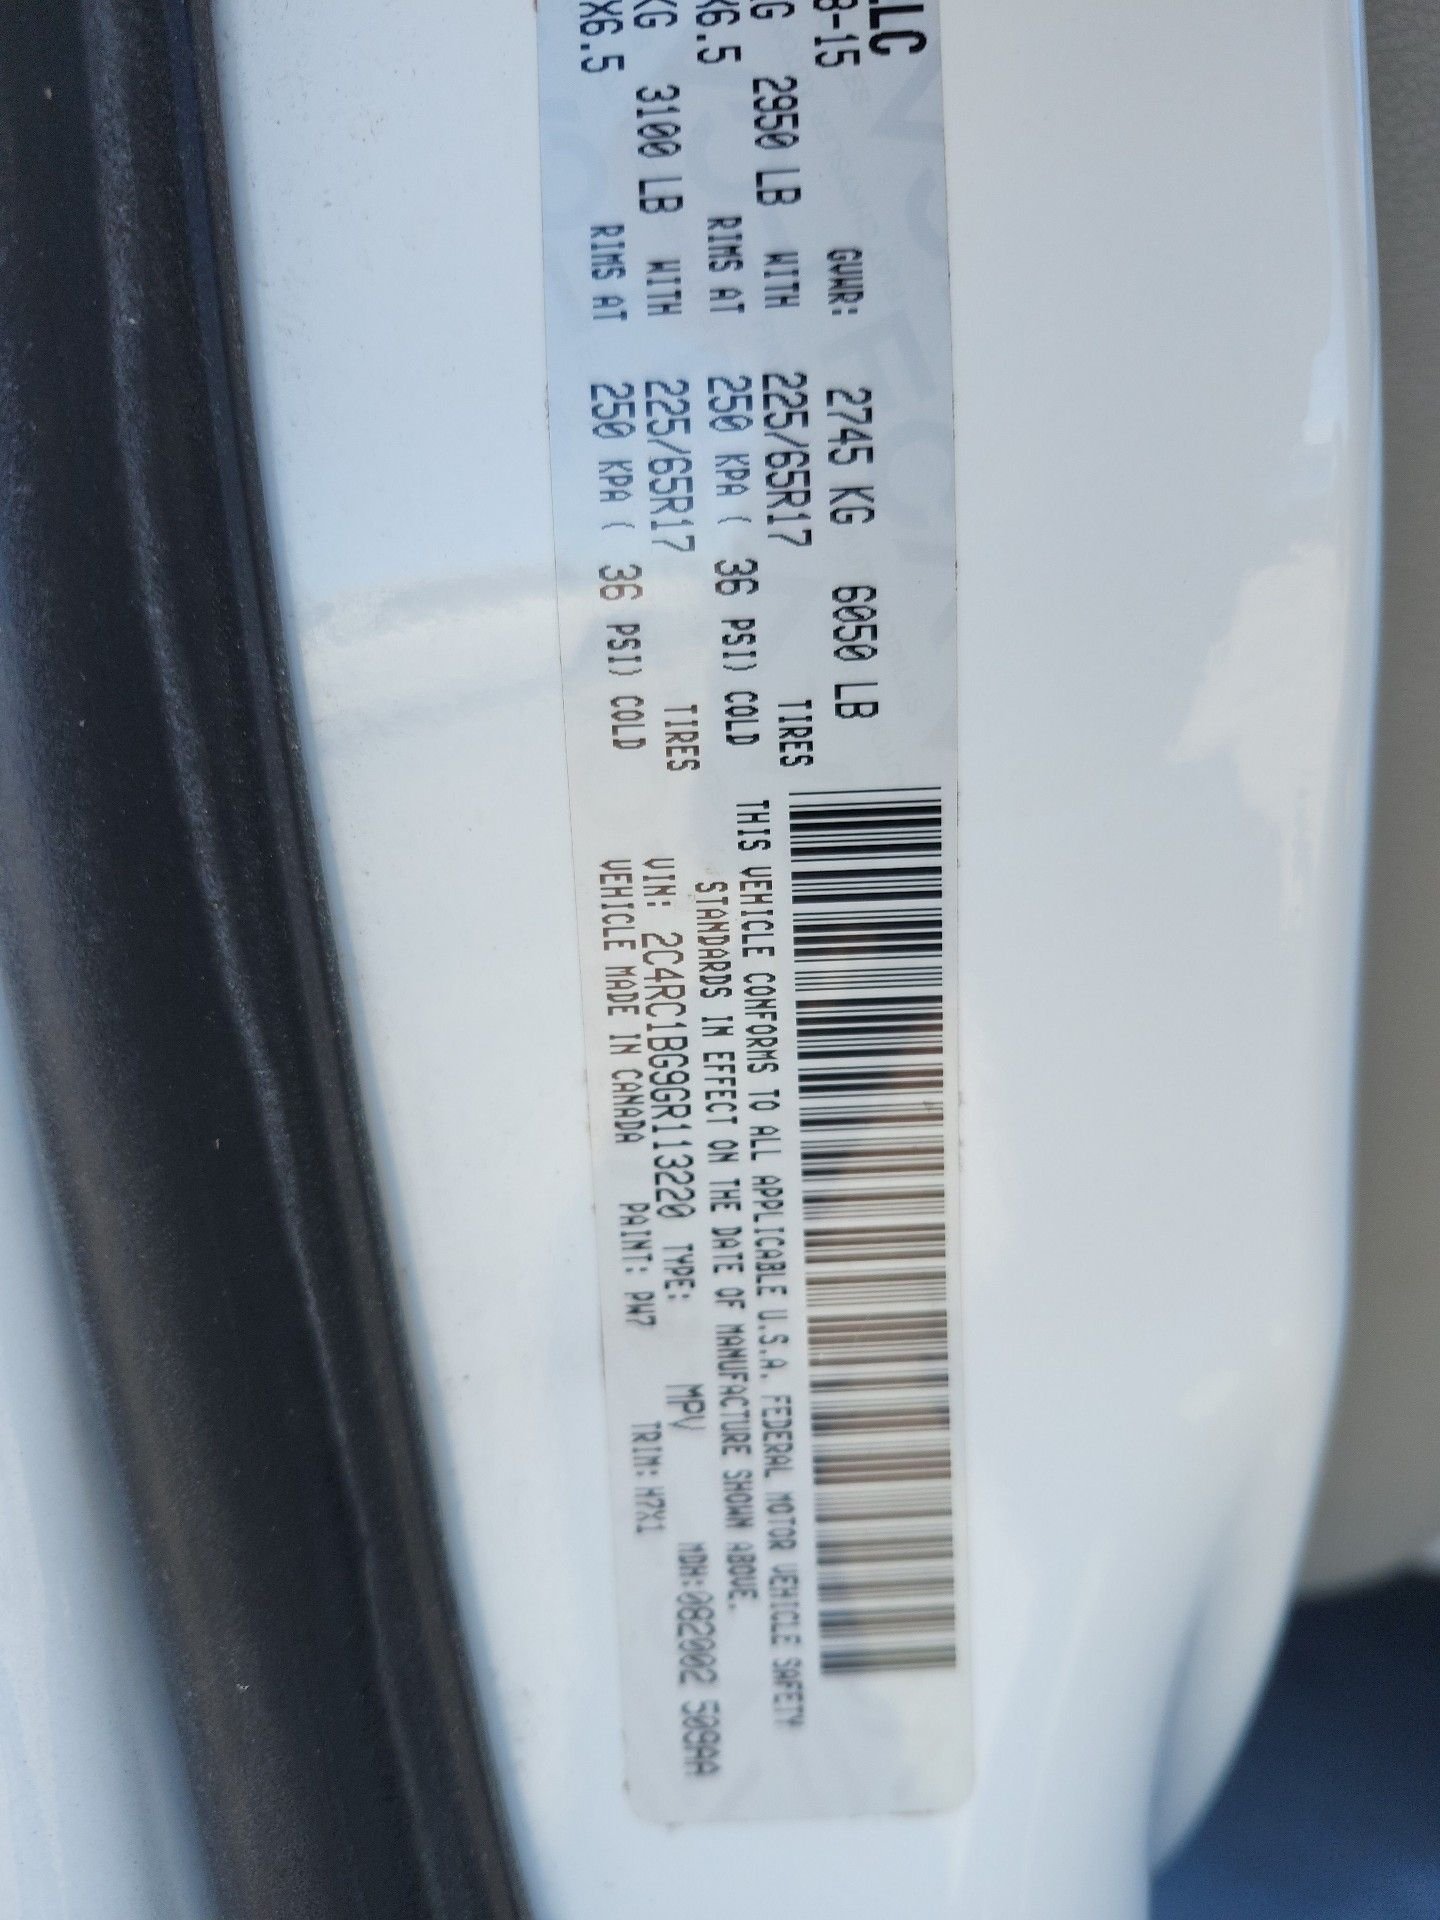 LLC
8-15 GVWR: 2745 KG 6050 LB
2950 LB WITH 225/65R17 TIRES
X6.5 RIMS AT 250 KPA ( 36 PSI) COLD
KG 3100 LB WITH 225/65R17 TIRES
X6.5 RIMS AT 250 KPA ( 36 PSI) COLD
THIS VEHICLE CONFORMS TO ALL APPLICABLE U.S.A. FEDERAL MOTOR VEHICLE SAFETY
STANDARDS IN EFFECT ON THE DATE OF MANUFACTURE SHOWN ABOVE.
VIN: 2C4RC1BG9GR113220 TYPE: MPV MDH:082002 509AA
VEHICLE MADE IN CANADA PAINT: PW7 TRIM: H7X1